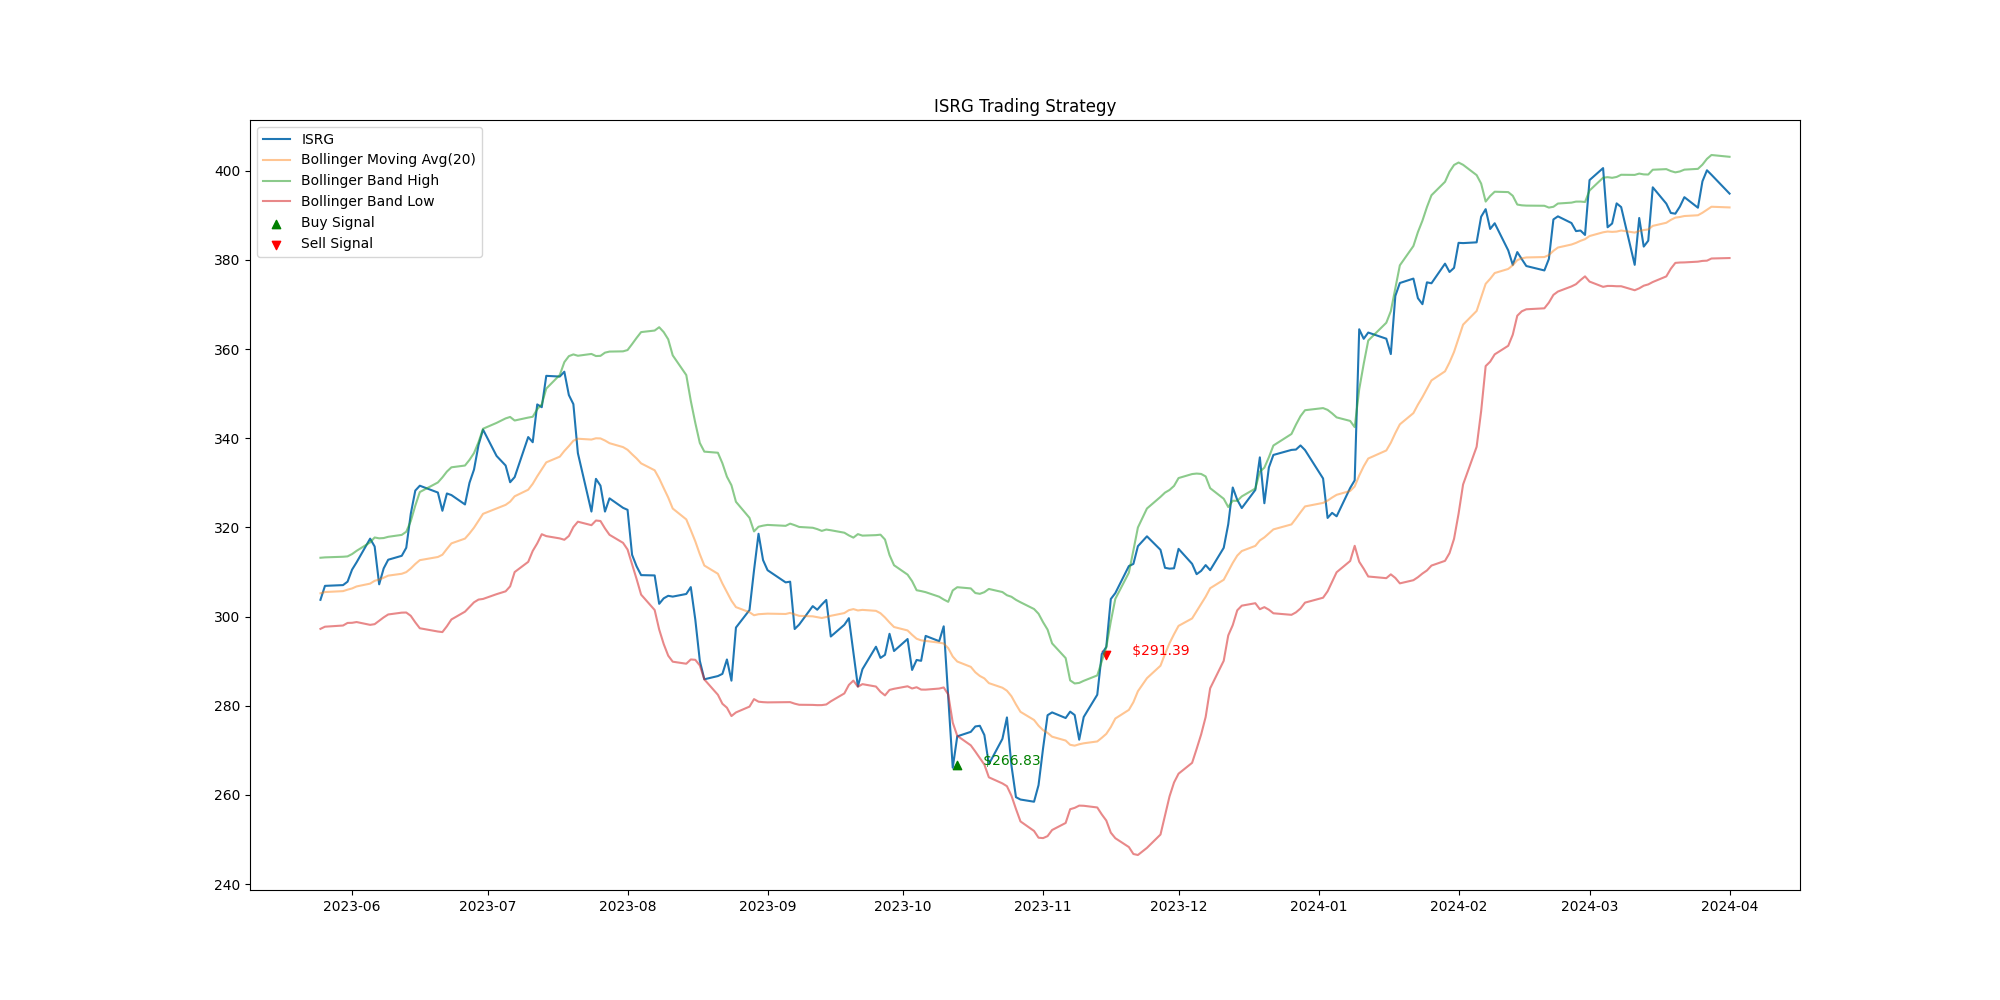 ISRG Trading Strategy
ISRG
Bollinger Moving Avg(20)
Bollinger Band High
Bollinger Band Low
Buy Signal
Sell Signal
400
380
360
340
320
300
280
260
240
$291.39
$266.83
2023-06 2023-07 2023-08 2023-09 2023-10 2023-11 2023-12 2024-01 2024-02 2024-03 2024-04